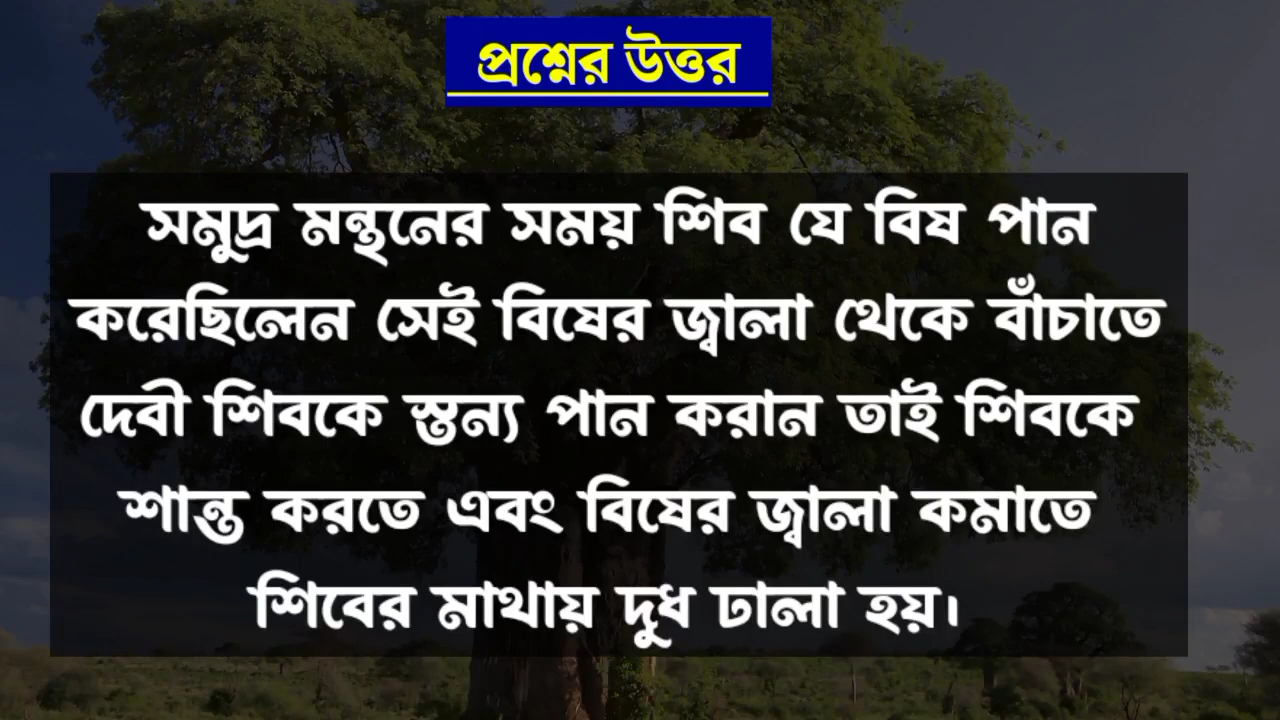 প্রশ্নের উত্তর
সমুদ্র মন্থনের সময় শিব যে বিষ পান
করেছিলেন সেই বিষের জ্বালা থেকে বাঁচাতে
দেবী শিবকে স্তন্য পান করান তাই শিবকে
শান্ত করতে এবং বিষের জ্বালা কমাতে
শিবের মাথায় দুধ ঢালা হয়।